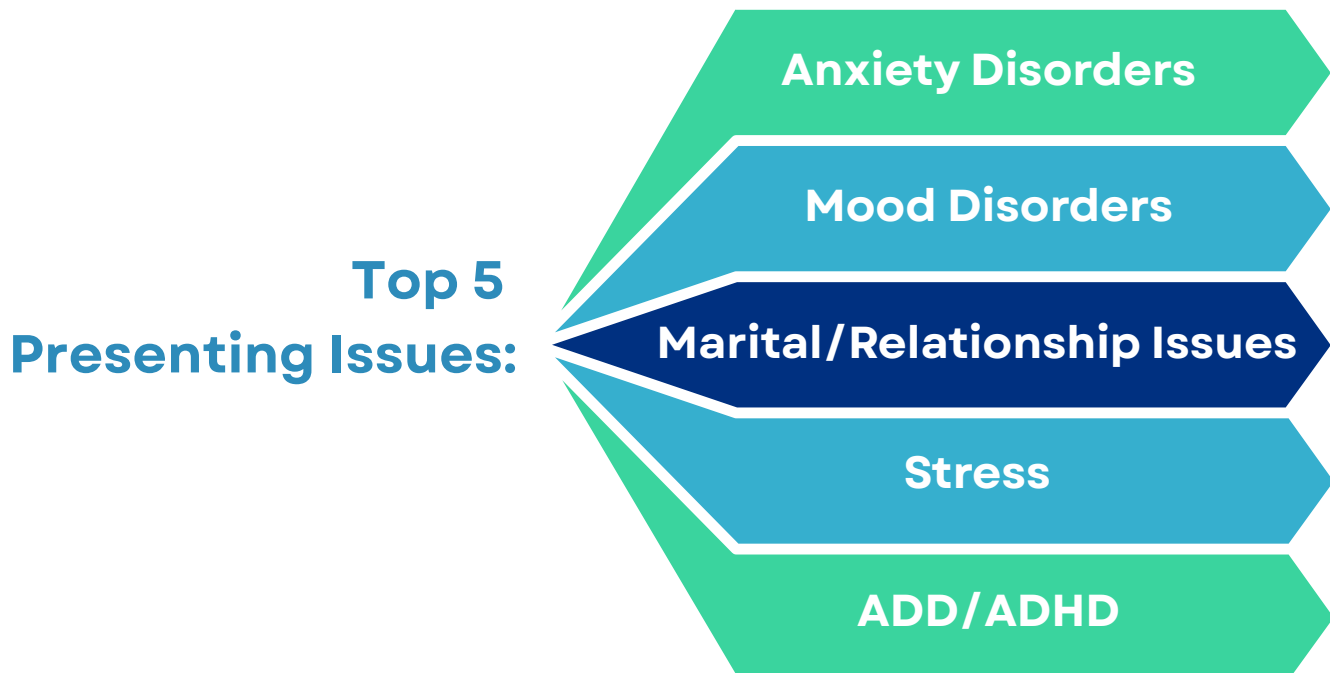 Top 5
Presenting Issues:
Anxiety Disorders
Mood Disorders
Marital/Relationship Issues
Stress
ADD/ADHD